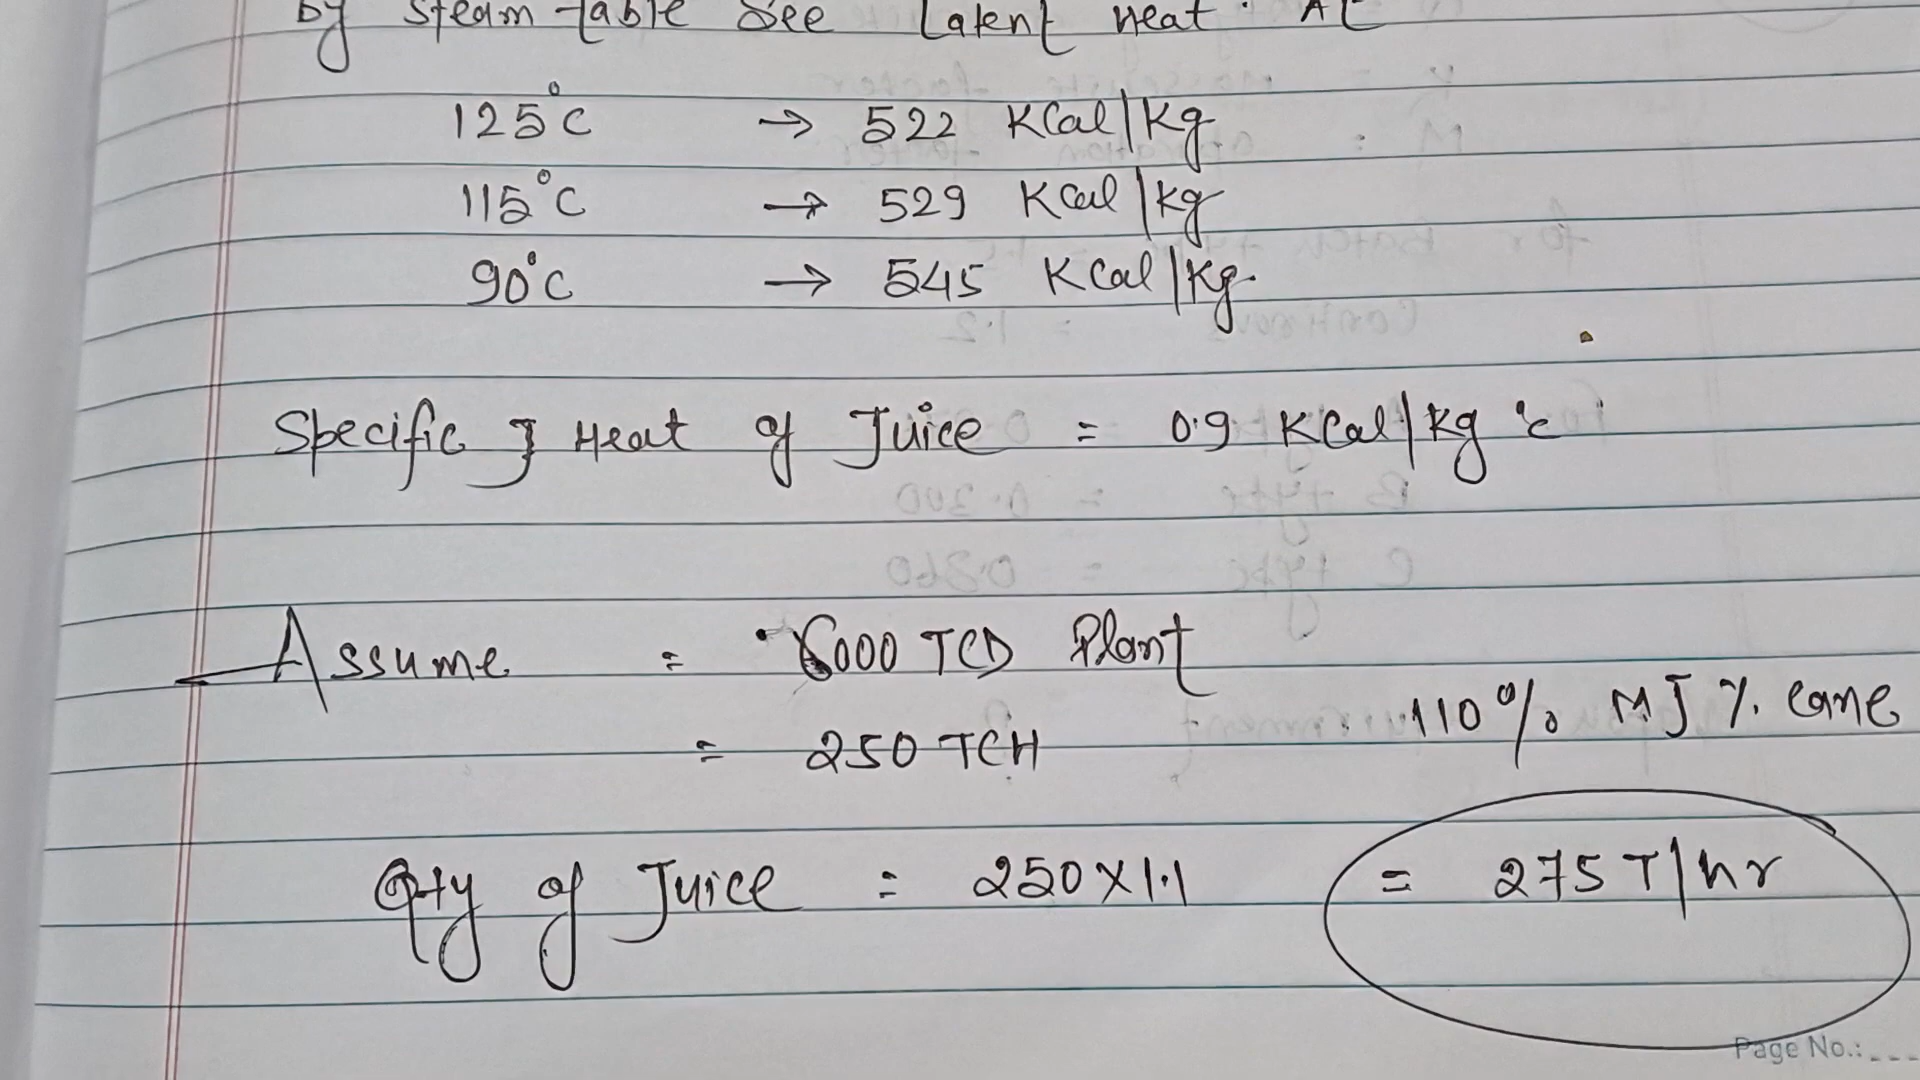 By steam table See Latent Heat. At
125°C → 522 KCal/Kg
115°C → 529 KCal/Kg
90°C → 545 KCal/Kg.
Specific Heat of Juice = 0.9 KCal/Kg °c
Assume = 6000 TCD Plant
= 250 TCH 110% MJ % Cane
Qty of Juice = 250X1.1 = 275 T/hr
Page No.: